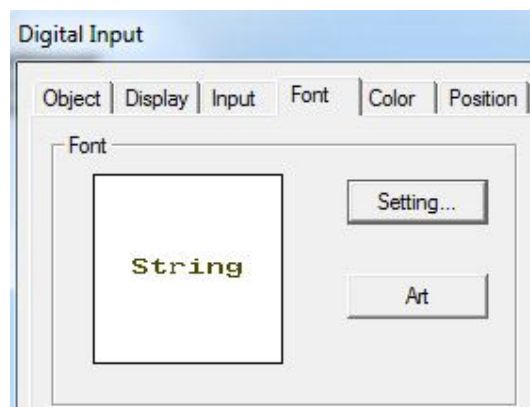 Digital Input
Object Display Input Font Color Position
Font
Setting...
String
Art